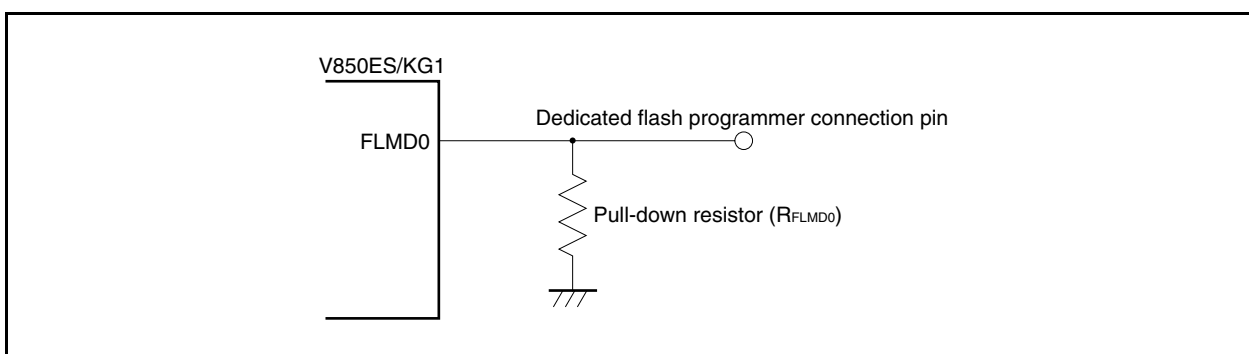 V850ES/KG1
Dedicated flash programmer connection pin
FLMD0
Pull-down resistor (RFLMD0)